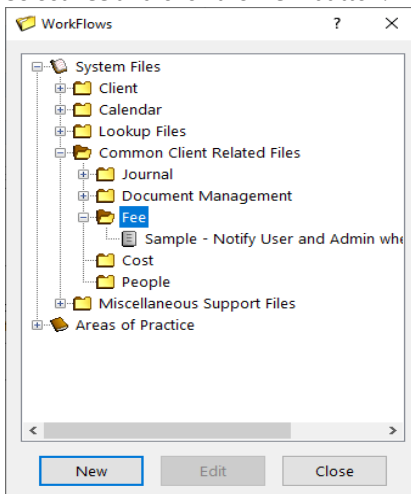 WorkFlows ?
System Files
Client
Calendar
Lookup Files
Common Client Related Files
Journal
Document Management
Fee
Sample - Notify User and Admin whe
Cost
People
Miscellaneous Support Files
Areas of Practice
New Edit Close